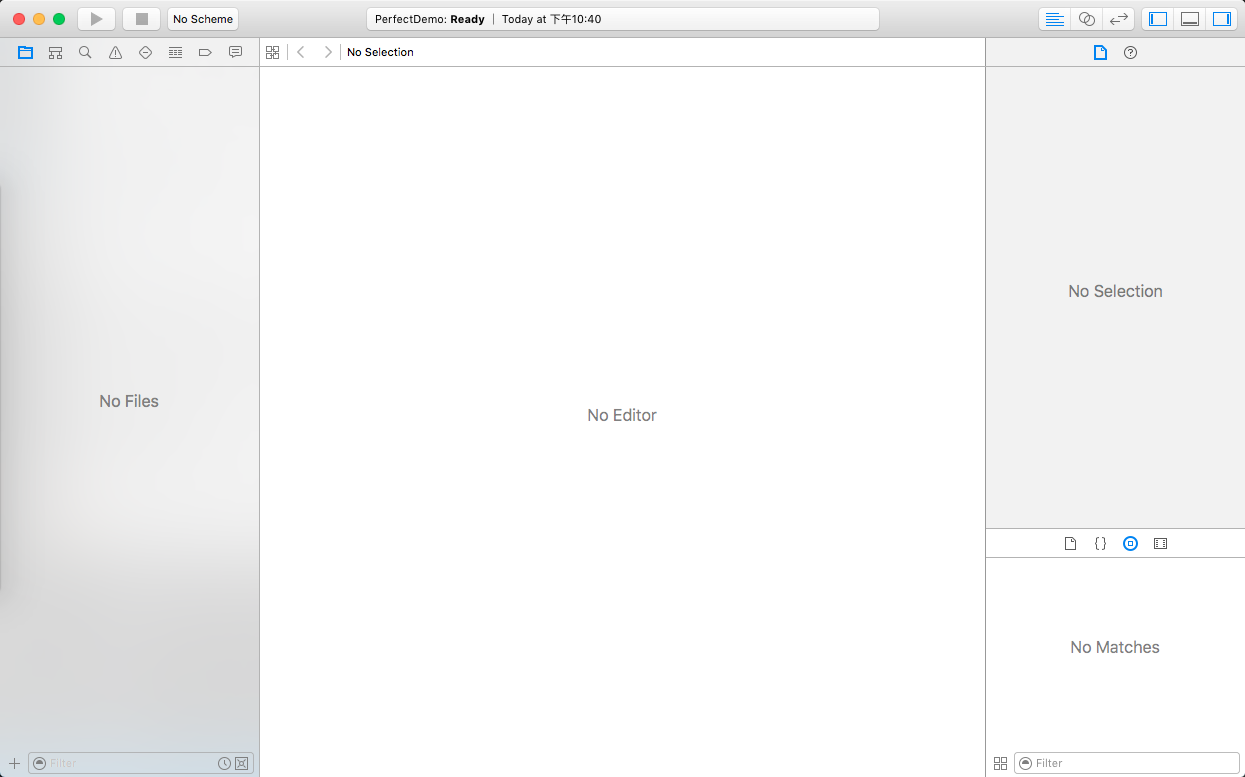 No Scheme
PerfectDemo: Ready | Today at 下午10:40
No Selection
No Selection
No Files
No Editor
No Matches
Filter
Filter